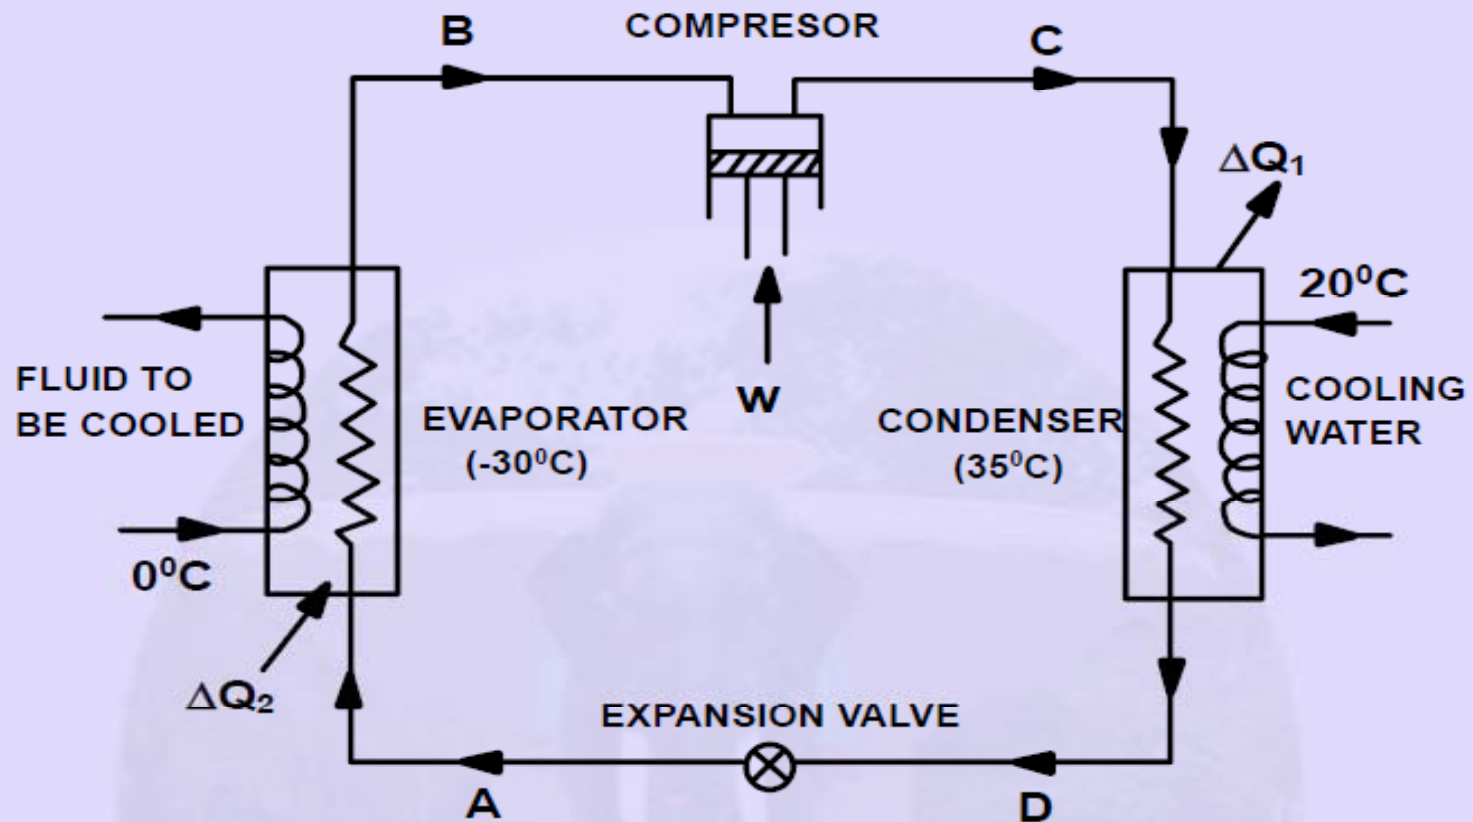 B
COMPRESOR
C
ΔQ₁
20⁰C
FLUID TO
BE COOLED
EVAPORATOR
(-30⁰C)
W
CONDENSER
(35⁰C)
COOLING
WATER
0⁰C
ΔQ₂
EXPANSION VALVE
A
D